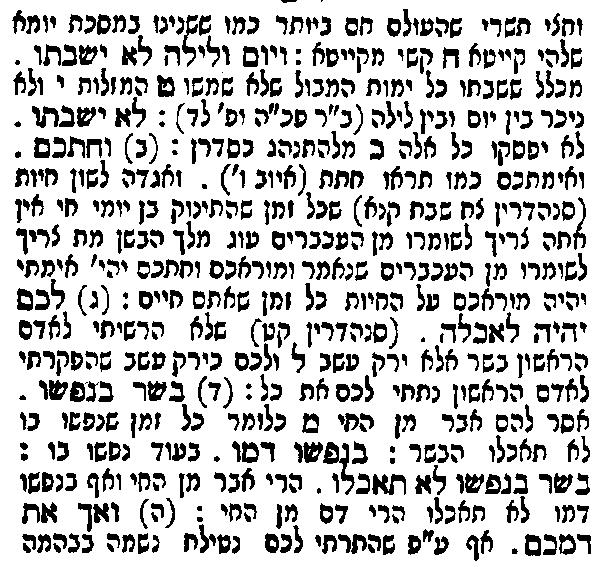 וחלי תשרי שהעולם חם ביותר כמו ששנינו במסכת יומא
שלהי קייטא ח קשי מקייטא : ויום ולילה לא ישבתו .
מכלל ששבתו כל ימות המבול שלא שמשו ט המזלות י ולא
ניכר בין יום ובין לילה (ב"ר פכ"ה ופ' לד) : לא ישבתו .
לא יפסקו כל אלה כ מלהתנהג כסדרן : (ב) וחתכם .
ואימתכם כמו תראו חתת (איוב ו') . ואגדה לשון חיות
(סנהדרין צח שבת קנא) שכל זמן שהתינוק בן יומי חי אין
אתה צריך לשומרו מן העכברים עוג מלך הבשן מת צריך
לשומרו מן העכברים שנאמר ומוראכם וחתכם יהי' אימתי
יהיה מוראכם על החיות כל זמן שאתם חיים : (ג) לכם
יהיה לאכלה . (סנהדרין קט) שלא הרשיתי לאדם
הראשון בשר אלא ירק עשב ל ולכם כירק עשב שהפקרתי
לאדם הראשון נתתי לכם את כל : (ד) בשר בנפשו .
אסר להם אבר מן החי מ כלומר כל זמן שנפשו בו
לא תאכלו הבשר : בנפשו דמו . בעוד נפשו בו :
בשר בנפשו לא תאכלו . הרי אבר מן החי ואף בנפשו
דמו לא תאכלו הרי דם מן החי : (ה) ואך את
דמכם . אף ע"פ שהתרתי לכם נטילת נשמה בבהמה